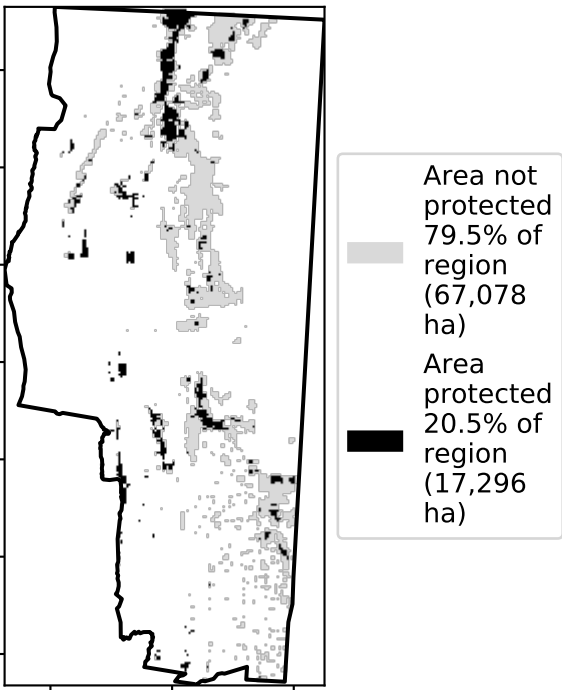 Area not
protected
79.5% of
region
(67,078
ha)
Area
protected
20.5% of
region
(17,296
ha)